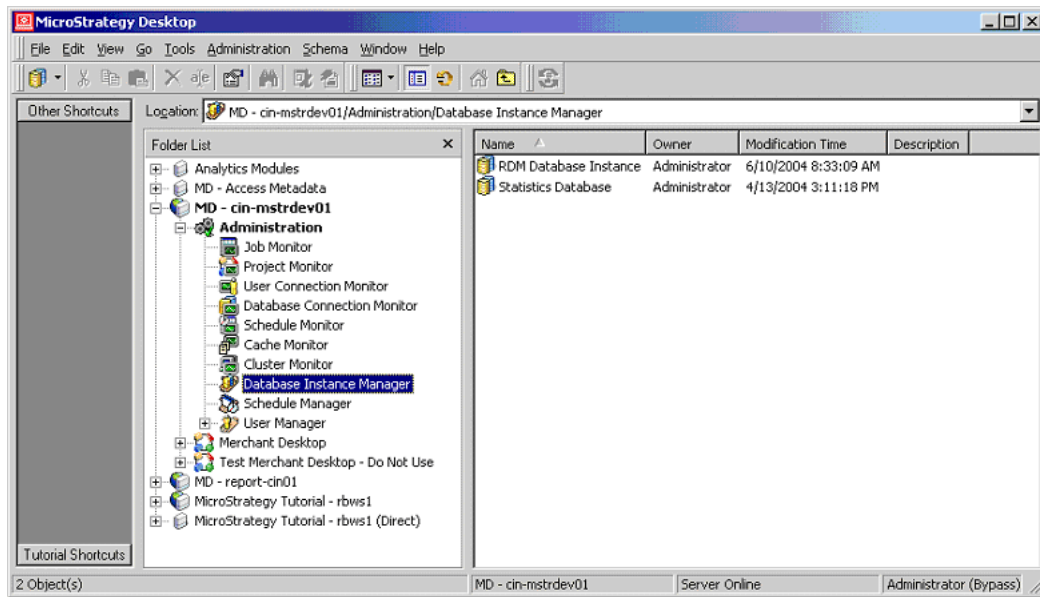 MicroStrategy Desktop
File Edit View Go Tools Administration Schema Window Help
Other Shortcuts
Location: MD - cin-mstrdev01/Administration/Database Instance Manager
Folder List
Analytics Modules
MD - Access Metadata
MD - cin-mstrdev01
Administration
Job Monitor
Project Monitor
User Connection Monitor
Database Connection Monitor
Schedule Monitor
Cache Monitor
Cluster Monitor
Database Instance Manager
Schedule Manager
User Manager
Merchant Desktop
Test Merchant Desktop - Do Not Use
MD - report-cin01
MicroStrategy Tutorial - rbws1
MicroStrategy Tutorial - rbws1 (Direct)
Tutorial Shortcuts
Name Owner Modification Time Description
RDM Database Instance Administrator 6/10/2004 8:33:09 AM
Statistics Database Administrator 4/13/2004 3:11:18 PM
2 Object(s) MD - cin-mstrdev01 Server Online Administrator (Bypass)